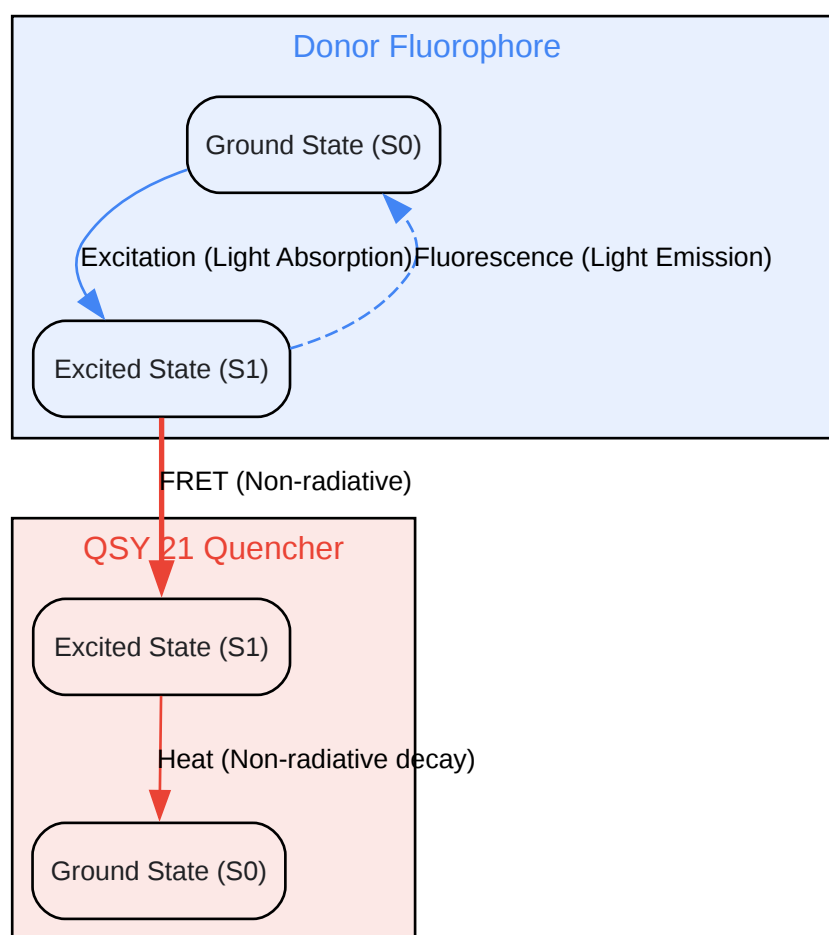 Donor Fluorophore
Ground State (S0)
Excitation (Light Absorption)
Fluorescence (Light Emission)
Excited State (S1)
FRET (Non-radiative)
QSY 21 Quencher
Excited State (S1)
Heat (Non-radiative decay)
Ground State (S0)